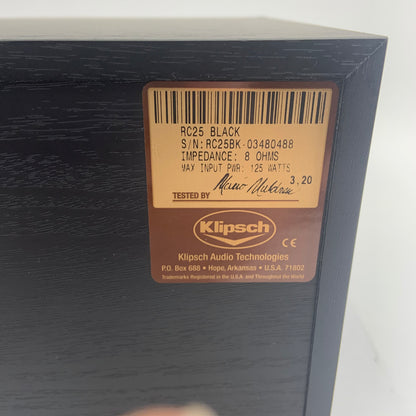 RC25 BLACK
S/N:RC25BK-03480488
IMPEDANCE: 8 OHMS
MAX INPUT PWR: 125 WATTS
3,20
TESTED BY
Klipsch
CE
Klipsch Audio Technologies
P.O. Box 688 • Hope, Arkansas • U.S.A. 71802
Trademarks Registered in the U.S.A. and Throughout the World